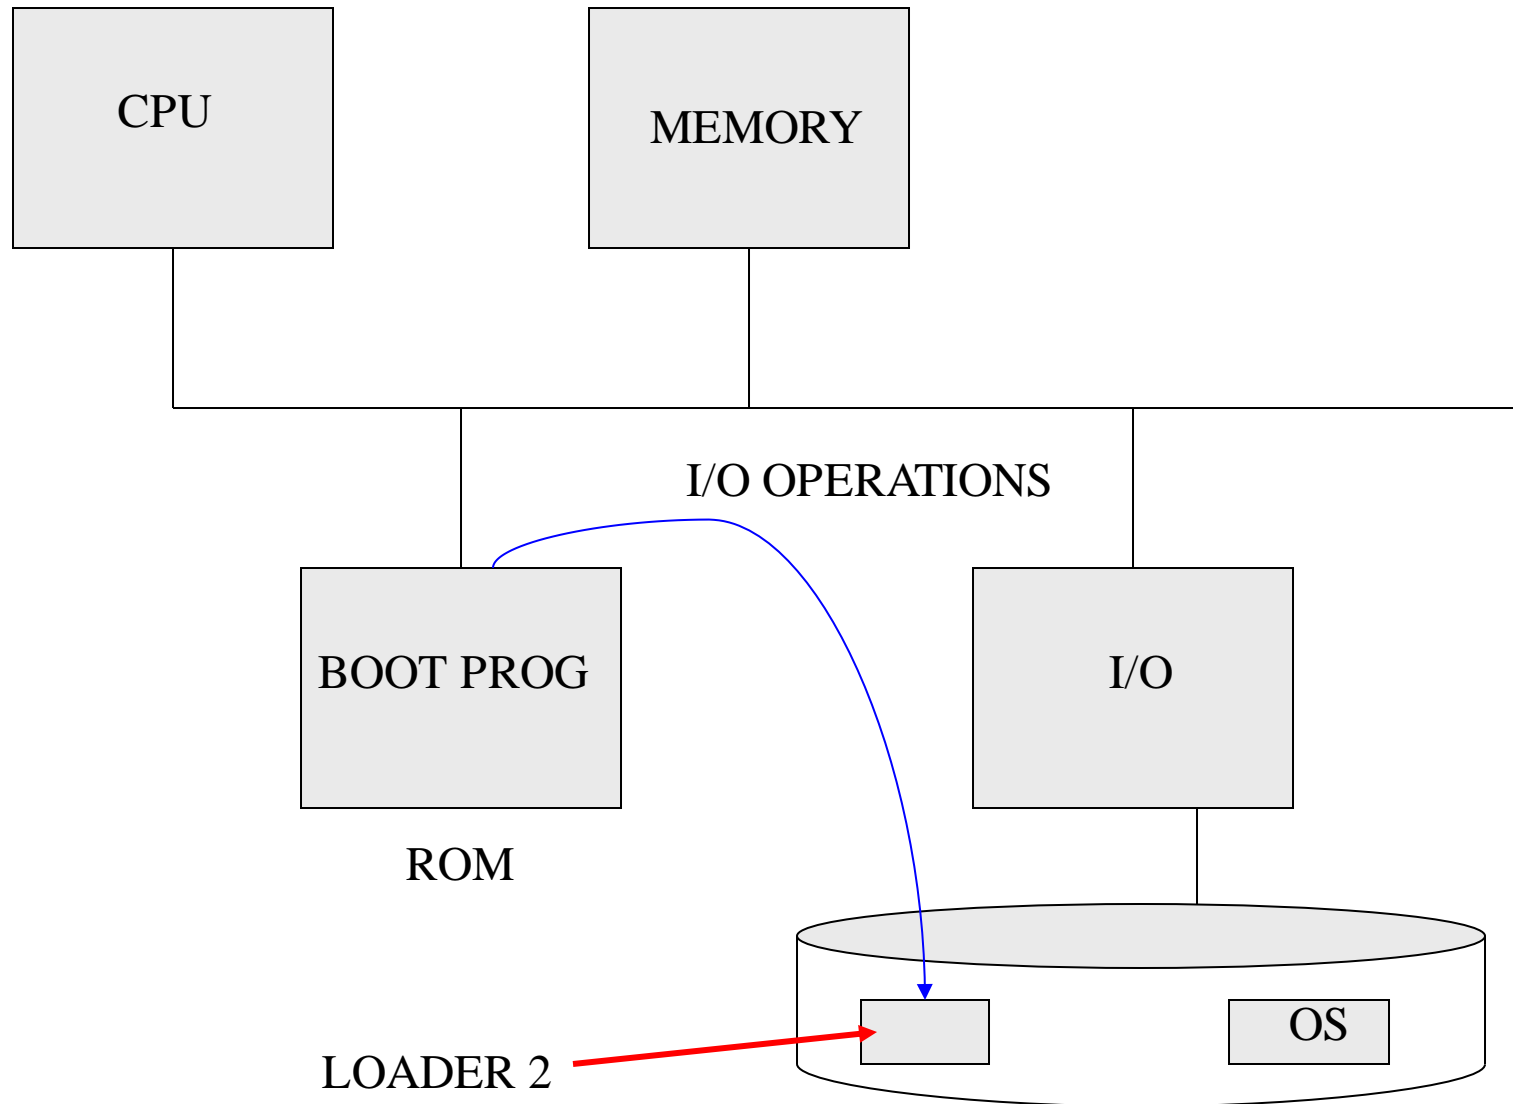 CPU
MEMORY
I/O OPERATIONS
BOOT PROG
I/O
ROM
OS
LOADER 2